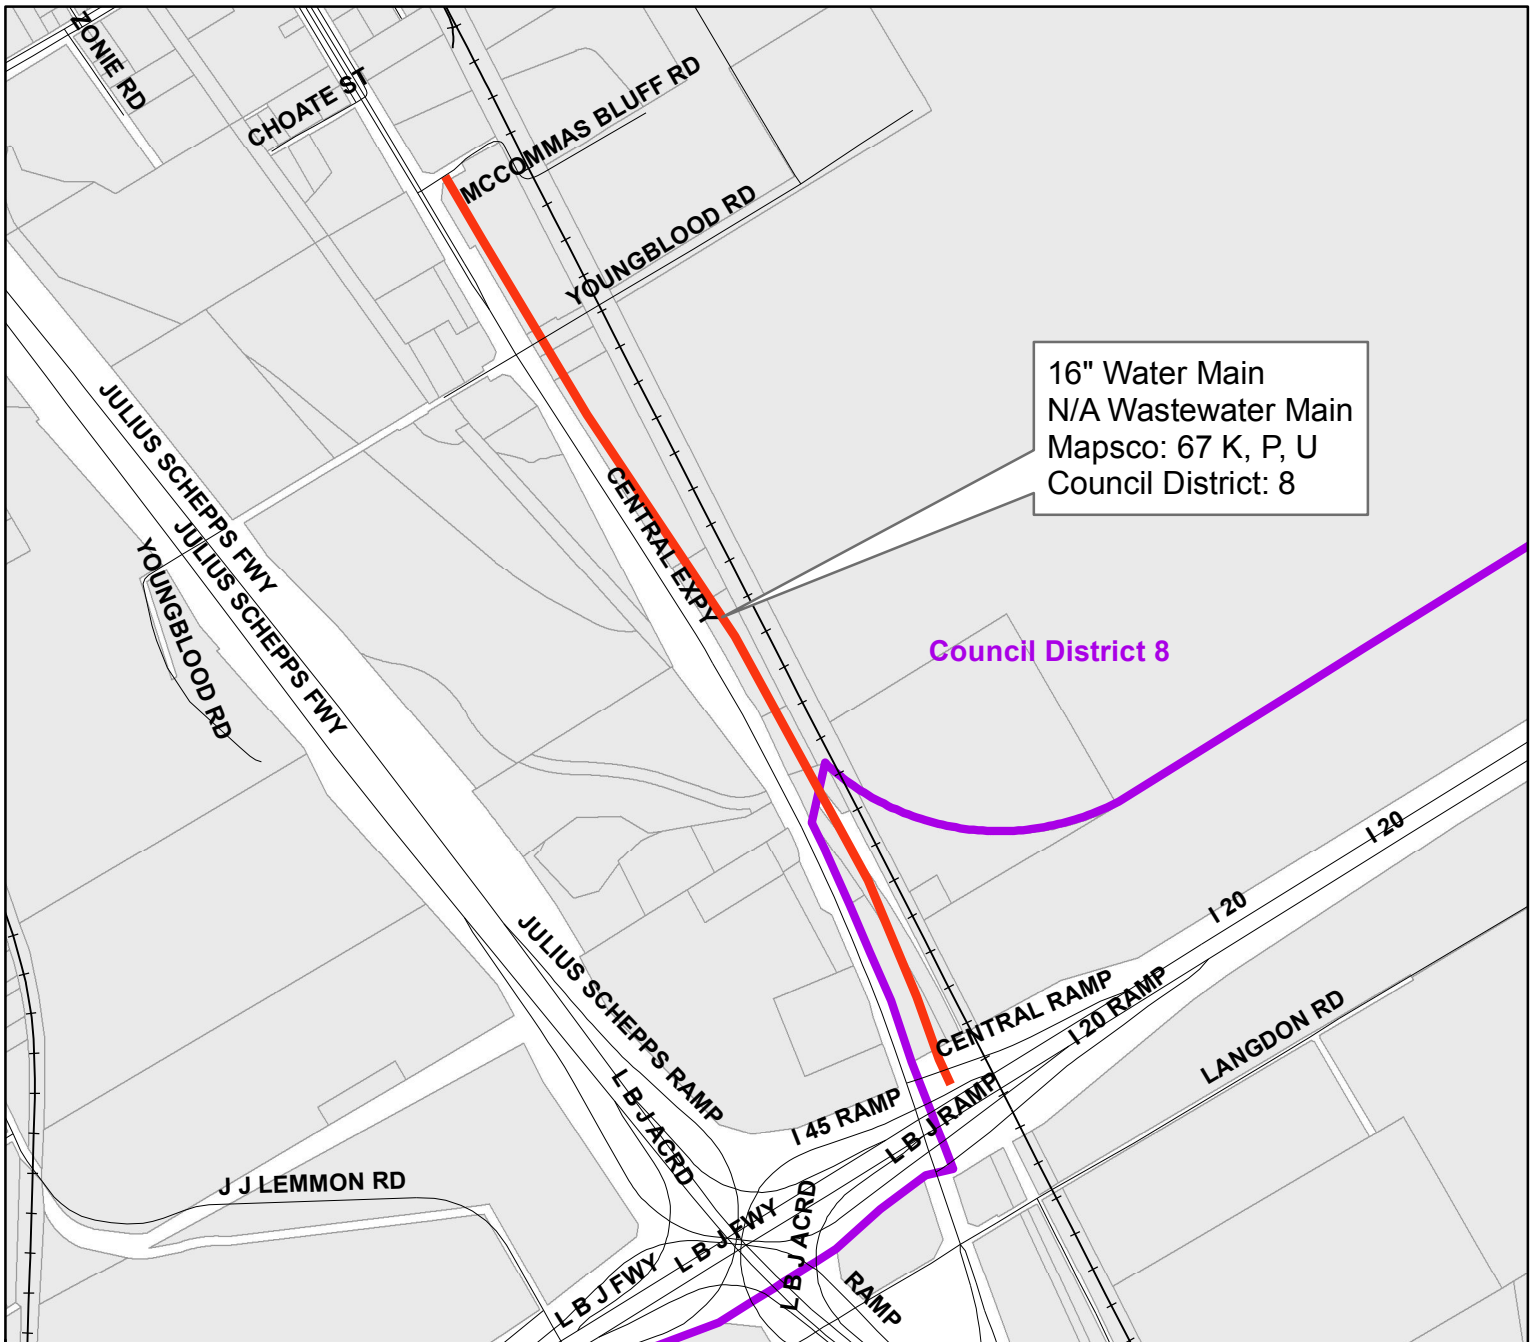 ZONIE RD
CHOATE ST
MCCOMMAS BLUFF RD
YOUNGBLOOD RD
16" Water Main
N/A Wastewater Main
Mapsco: 67 K, P, U
Council District: 8
JULIUS SCHEPPS FWY
JULIUS SCHEPPS FWY
CENTRAL EXPY
YOUNGBLOOD RD
Council District 8
I 20
I 20
JULIUS SCHEPPS RAMP
CENTRAL RAMP
I 20 RAMP
LANGDON RD
L B J ACRD
I 45 RAMP
L B J RAMP
J J LEMMON RD
L B J FWY
L B J ACRD
L B J FWY
RAMP